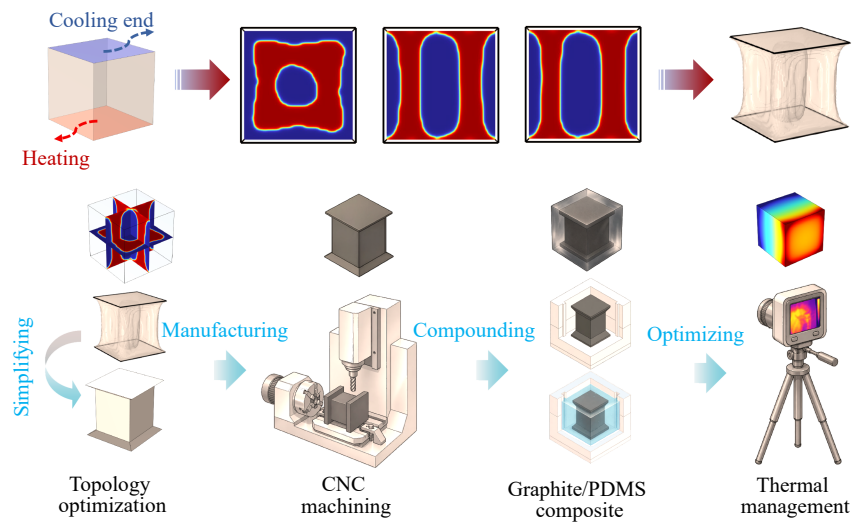 Cooling end
Heating
Simplifying
Manufacturing
Compounding
Optimizing
Topology
optimization
CNC
machining
Graphite/PDMS
composite
Thermal
management